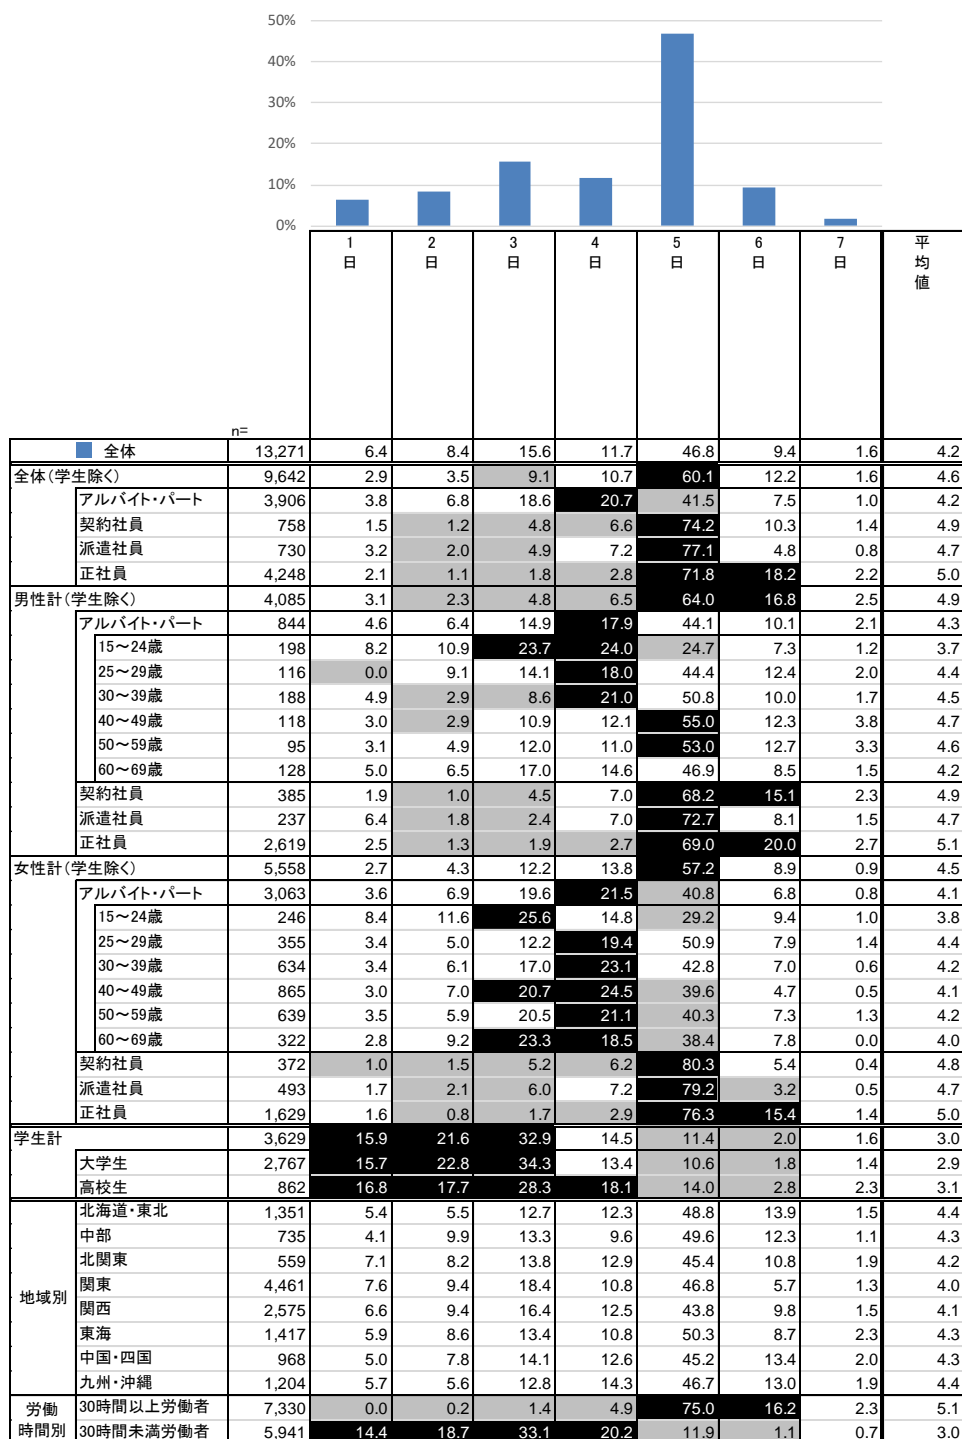 50%
40%
30%
20%
10%
0%
1日 2日 3日 4日 5日 6日 7日 平均値
n=
全体 13,271 6.4 8.4 15.6 11.7 46.8 9.4 1.6 4.2
全体(学生除く) 9,642 2.9 3.5 9.1 10.7 60.1 12.2 1.6 4.6
アルバイト・パート 3,906 3.8 6.8 18.6 20.7 41.5 7.5 1.0 4.2
契約社員 758 1.5 1.2 4.8 6.6 74.2 10.3 1.4 4.9
派遣社員 730 3.2 2.0 4.9 7.2 77.1 4.8 0.8 4.7
正社員 4,248 2.1 1.1 1.8 2.8 71.8 18.2 2.2 5.0
男性計(学生除く) 4,085 3.1 2.3 4.8 6.5 64.0 16.8 2.5 4.9
アルバイト・パート 844 4.6 6.4 14.9 17.9 44.1 10.1 2.1 4.3
15～24歳 198 8.2 10.9 23.7 24.0 24.7 7.3 1.2 3.7
25～29歳 116 0.0 9.1 14.1 18.0 44.4 12.4 2.0 4.4
30～39歳 188 4.9 2.9 8.6 21.0 50.8 10.0 1.7 4.5
40～49歳 118 3.0 2.9 10.9 12.1 55.0 12.3 3.8 4.7
50～59歳 95 3.1 4.9 12.0 11.0 53.0 12.7 3.3 4.6
60～69歳 128 5.0 6.5 17.0 14.6 46.9 8.5 1.5 4.2
契約社員 385 1.9 1.0 4.5 7.0 68.2 15.1 2.3 4.9
派遣社員 237 6.4 1.8 2.4 7.0 72.7 8.1 1.5 4.7
正社員 2,619 2.5 1.3 1.9 2.7 69.0 20.0 2.7 5.1
女性計(学生除く) 5,558 2.7 4.3 12.2 13.8 57.2 8.9 0.9 4.5
アルバイト・パート 3,063 3.6 6.9 19.6 21.5 40.8 6.8 0.8 4.1
15～24歳 246 8.4 11.6 25.6 14.8 29.2 9.4 1.0 3.8
25～29歳 355 3.4 5.0 12.2 19.4 50.9 7.9 1.4 4.4
30～39歳 634 3.4 6.1 17.0 23.1 42.8 7.0 0.6 4.2
40～49歳 865 3.0 7.0 20.7 24.5 39.6 4.7 0.5 4.1
50～59歳 639 3.5 5.9 20.5 21.1 40.3 7.3 1.3 4.2
60～69歳 322 2.8 9.2 23.3 18.5 38.4 7.8 0.0 4.0
契約社員 372 1.0 1.5 5.2 6.2 80.3 5.4 0.4 4.8
派遣社員 493 1.7 2.1 6.0 7.2 79.2 3.2 0.5 4.7
正社員 1,629 1.6 0.8 1.7 2.9 76.3 15.4 1.4 5.0
学生計 3,629 15.9 21.6 32.9 14.5 11.4 2.0 1.6 3.0
大学生 2,767 15.7 22.8 34.3 13.4 10.6 1.8 1.4 2.9
高校生 862 16.8 17.7 28.3 18.1 14.0 2.8 2.3 3.1
地域別
北海道・東北 1,351 5.4 5.5 12.7 12.3 48.8 13.9 1.5 4.4
中部 735 4.1 9.9 13.3 9.6 49.6 12.3 1.1 4.3
北関東 559 7.1 8.2 13.8 12.9 45.4 10.8 1.9 4.2
関東 4,461 7.6 9.4 18.4 10.8 46.8 5.7 1.3 4.0
関西 2,575 6.6 9.4 16.4 12.5 43.8 9.8 1.5 4.1
東海 1,417 5.9 8.6 13.4 10.8 50.3 8.7 2.3 4.3
中国・四国 968 5.0 7.8 14.1 12.6 45.2 13.4 2.0 4.3
九州・沖縄 1,204 5.7 5.6 12.8 14.3 46.7 13.0 1.9 4.4
労働
時間別
30時間以上労働者 7,330 0.0 0.2 1.4 4.9 75.0 16.2 2.3 5.1
30時間未満労働者 5,941 14.4 18.7 33.1 20.2 11.9 1.1 0.7 3.0